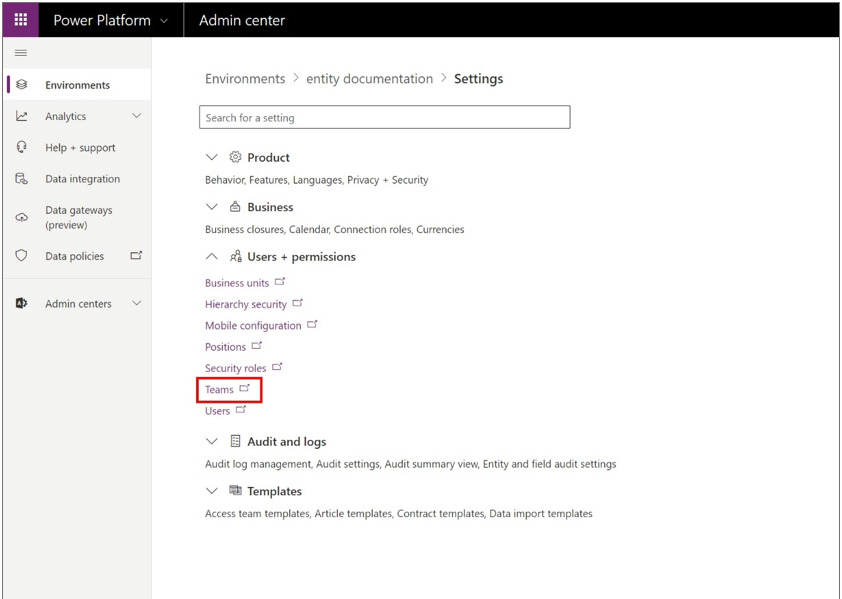 Power Platform
Admin center
Environments
Analytics
Help + support
Data integration
Data gateways
(preview)
Data policies
Admin centers
Environments > entity documentation > Settings
Search for a setting
Product
Behavior, Features, Languages, Privacy + Security
Business
Business closures, Calendar, Connection roles, Currencies
Users + permissions
Business units
Hierarchy security
Mobile configuration
Positions
Security roles
Teams
Users
Audit and logs
Audit log management, Audit settings, Audit summary view, Entity and field audit settings
Templates
Access team templates, Article templates, Contract templates, Data import templates